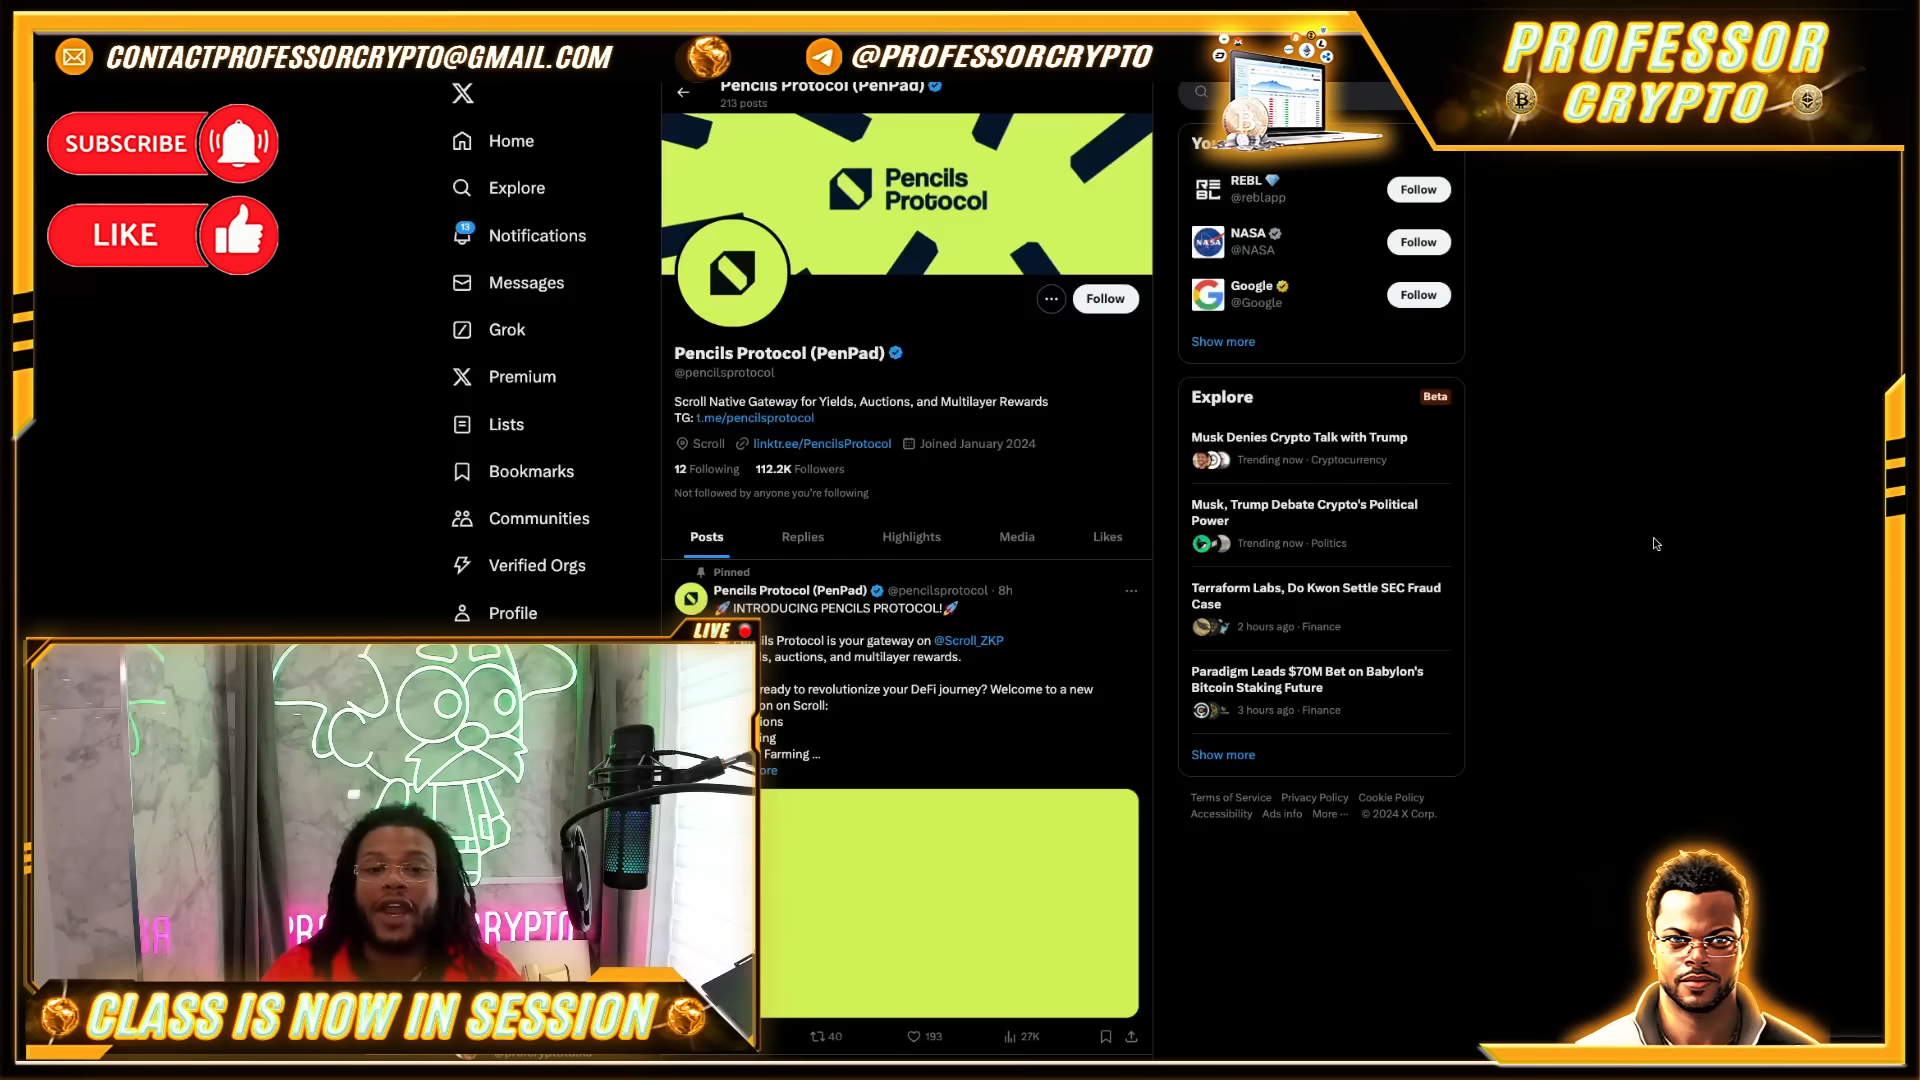 CONTACTPROFESSORCRYPTO@GMAIL.COM
@PROFESSORCRYPTO
PROFESSOR
CRYPTO
SUBSCRIBE
LIKE
Home
Explore
13
Notifications
Messages
Grok
Premium
Lists
Bookmarks
Communities
Verified Orgs
Profile
Pencils Protocol (PenPad)
213 posts
Pencils
Protocol
Follow
Pencils Protocol (PenPad)
@pencilsprotocol
Scroll Native Gateway for Yields, Auctions, and Multilayer Rewards
TG: t.me/pencilsprotocol
Scroll linktr.ee/PencilsProtocol Joined January 2024
12 Following 112.2K Followers
Not followed by anyone you're following
Posts Replies Highlights Media Likes
Pinned
Pencils Protocol (PenPad) @pencilsprotocol · 8h
🚀 INTRODUCING PENCILS PROTOCOL!🚀
ils Protocol is your gateway on @Scroll_ZKP
s, auctions, and multilayer rewards.
ready to revolutionize your DeFi journey? Welcome to a new
on on Scroll:
ions
ing
Farming ...
ore
40 193 27K
You
REBL 💎
@reblapp
Follow
NASA
@NASA
Follow
Google
@Google
Follow
Show more
Explore
Beta
Musk Denies Crypto Talk with Trump
Trending now · Cryptocurrency
Musk, Trump Debate Crypto's Political
Power
Trending now · Politics
Terraform Labs, Do Kwon Settle SEC Fraud
Case
2 hours ago · Finance
Paradigm Leads $70M Bet on Babylon's
Bitcoin Staking Future
3 hours ago · Finance
Show more
Terms of Service Privacy Policy Cookie Policy
Accessibility Ads info More ··· © 2024 X Corp.
LIVE
PR CRYPTO
CLASS IS NOW IN SESSION